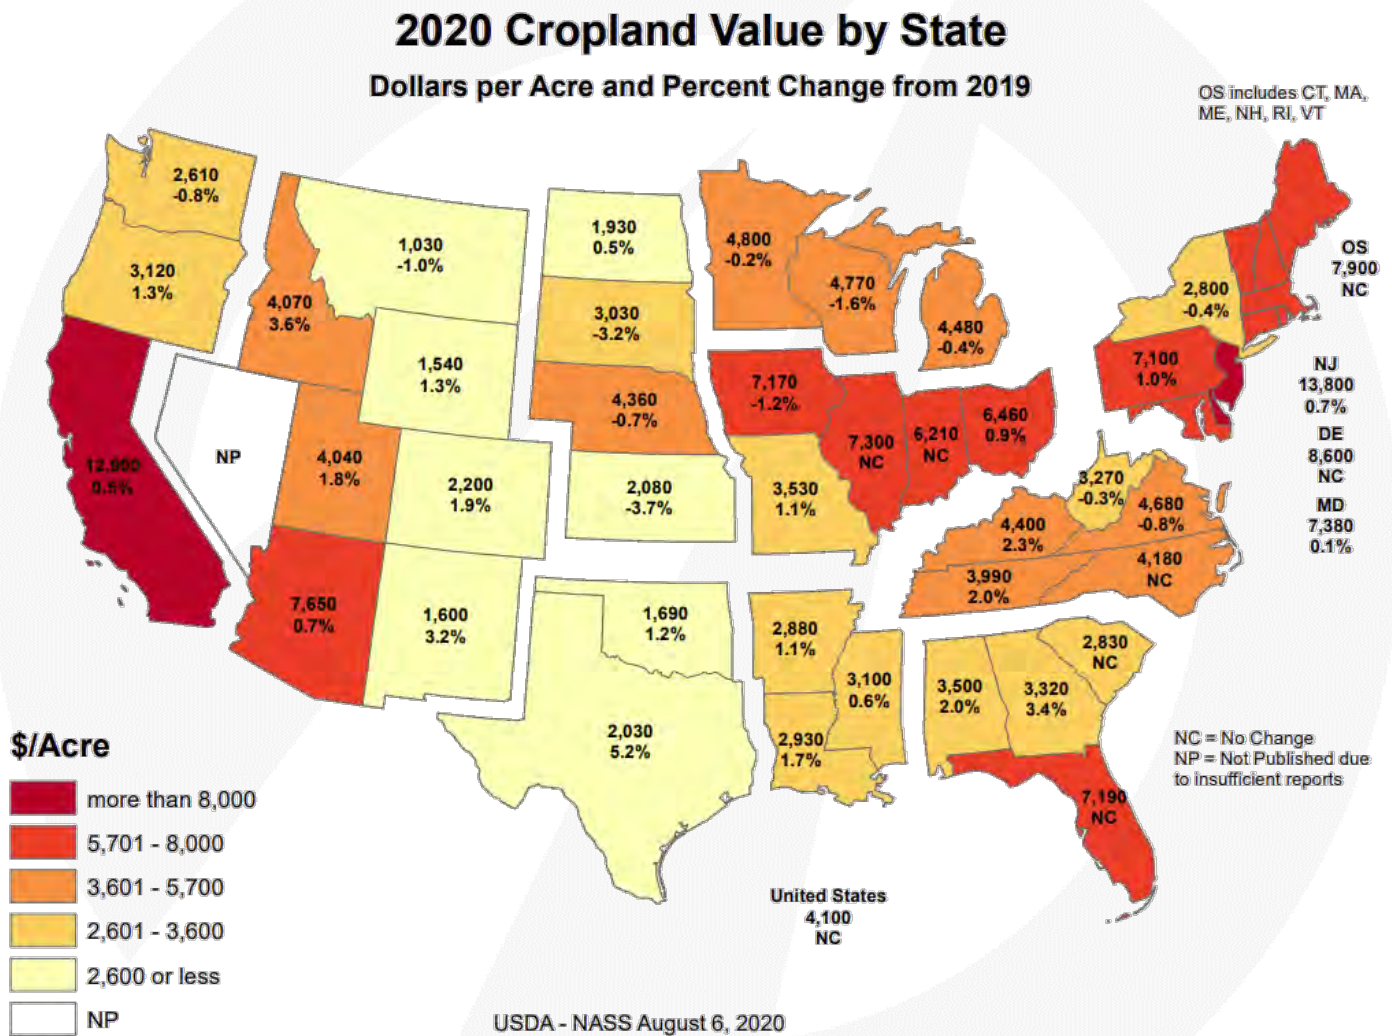 2020 Cropland Value by State
Dollars per Acre and Percent Change from 2019
OS includes CT, MA,
ME, NH, RI, VT
2,610
-0.8%
3,120
1.3%
12,900
0.5%
NP
4,070
3.6%
1,030
-1.0%
1,540
1.3%
4,040
1.8%
2,200
1.9%
7,650
0.7%
1,600
3.2%
1,930
0.5%
3,030
-3.2%
4,360
-0.7%
2,080
-3.7%
1,690
1.2%
2,030
5.2%
4,800
-0.2%
4,770
-1.6%
4,480
-0.4%
7,170
-1.2%
7,300
NC
6,210
NC
6,460
0.9%
3,530
1.1%
2,880
1.1%
2,930
1.7%
3,100
0.6%
3,500
2.0%
3,320
3.4%
2,830
NC
7,190
NC
4,400
2.3%
3,990
2.0%
3,270
-0.3%
4,680
-0.8%
4,180
NC
7,100
1.0%
2,800
-0.4%
OS
7,900
NC
NJ
13,800
0.7%
DE
8,600
NC
MD
7,380
0.1%
NC = No Change
NP = Not Published due
to insufficient reports
$/Acre
more than 8,000
5,701 - 8,000
3,601 - 5,700
2,601 - 3,600
2,600 or less
NP
United States
4,100
NC
USDA - NASS August 6, 2020